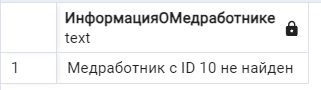 ИнформацияОМедработнике
text
1 Медработник с ID 10 не найден